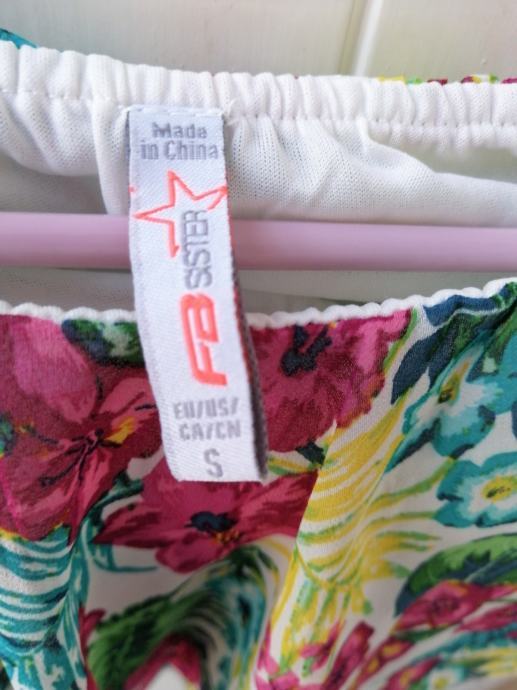 Made
in China
FB SISTER
EU/US/
CA/CN
S